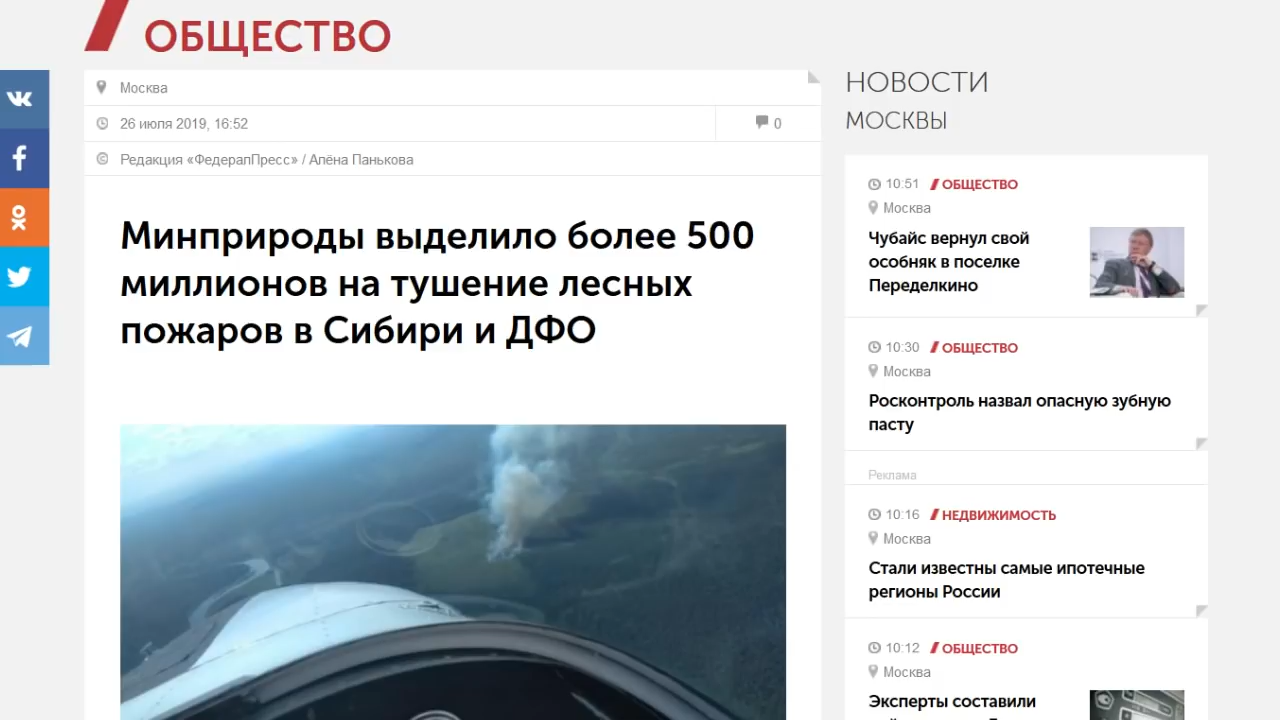 ОБЩЕСТВО
Москва
26 июля 2019, 16:52
0
Редакция «ФедералПресс» / Алёна Панькова
Минприроды выделило более 500
миллионов на тушение лесных
пожаров в Сибири и ДФО
НОВОСТИ
МОСКВЫ
10:51 ОБЩЕСТВО
Москва
Чубайс вернул свой
особняк в поселке
Переделкино
10:30 ОБЩЕСТВО
Москва
Росконтроль назвал опасную зубную
пасту
Реклама
10:16 НЕДВИЖИМОСТЬ
Москва
Стали известны самые ипотечные
регионы России
10:12 ОБЩЕСТВО
Москва
Эксперты составили